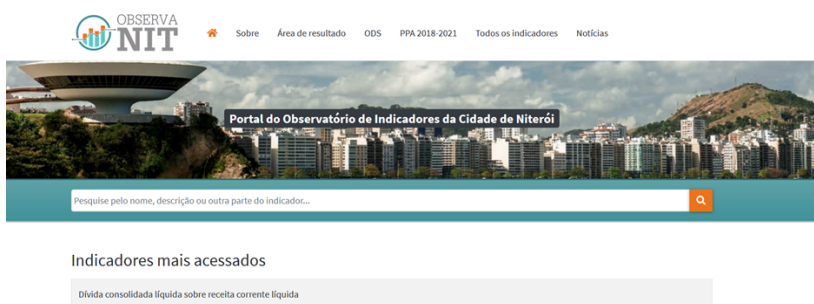 OBSERVA
NIT
Sobre Área de resultado ODS PPA 2018-2021 Todos os indicadores Notícias
Portal do Observatório de Indicadores da Cidade de Niterói
Pesquise pelo nome, descrição ou outra parte do indicador...
Indicadores mais acessados
Dívida consolidada líquida sobre receita corrente líquida